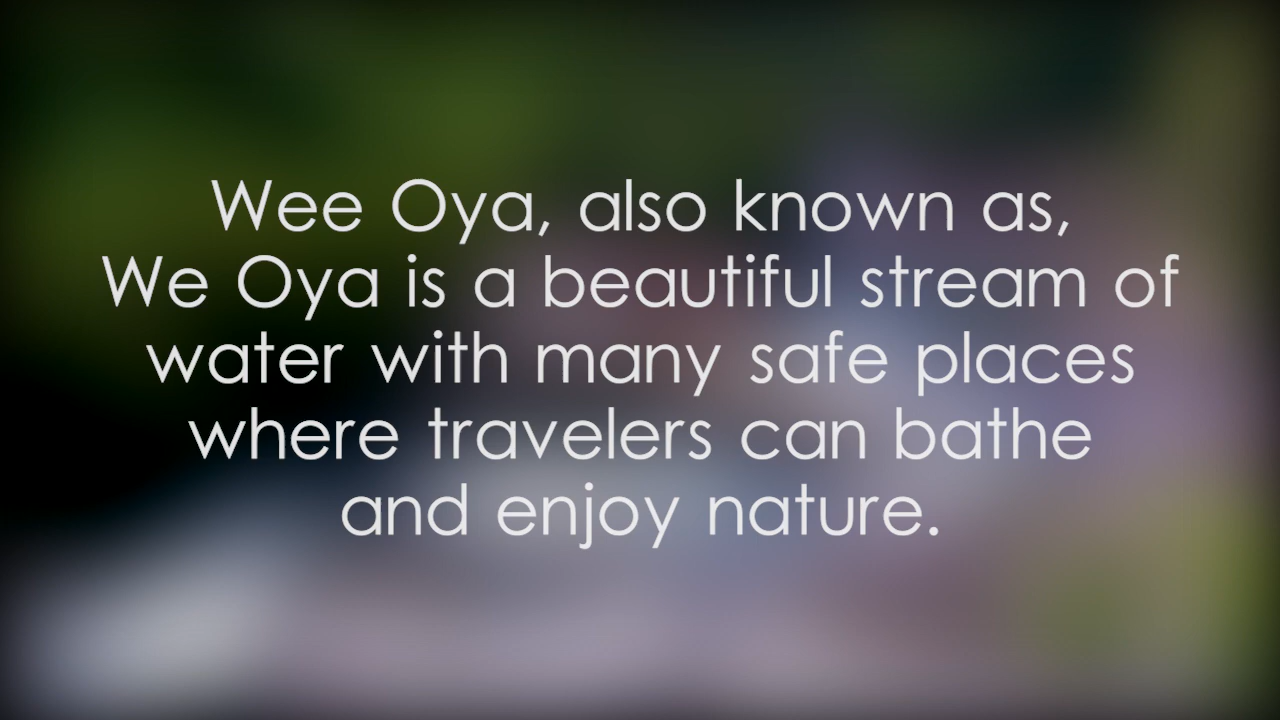 Wee Oya, also known as,
We Oya is a beautiful stream of
water with many safe places
where travelers can bathe
and enjoy nature.